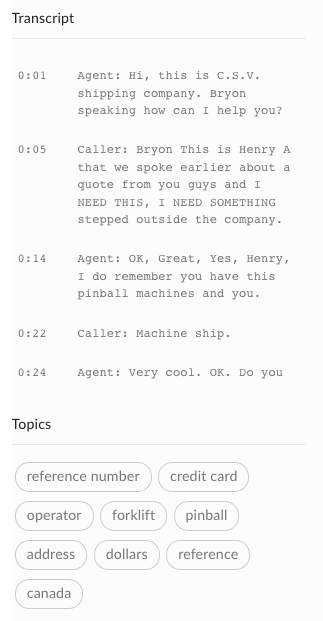 Transcript
0:01 Agent: Hi, this is C.S.V.
shipping company. Bryon
speaking how can I help you?
0:05 Caller: Bryon This is Henry A
that we spoke earlier about a
quote from you guys and I
NEED THIS, I NEED SOMETHING
stepped outside the company.
0:14 Agent: OK, Great, Yes, Henry,
I do remember you have this
pinball machines and you.
0:22 Caller: Machine ship.
0:24 Agent: Very cool. OK. Do you
Topics
reference number credit card
operator forklift pinball
address dollars reference
canada